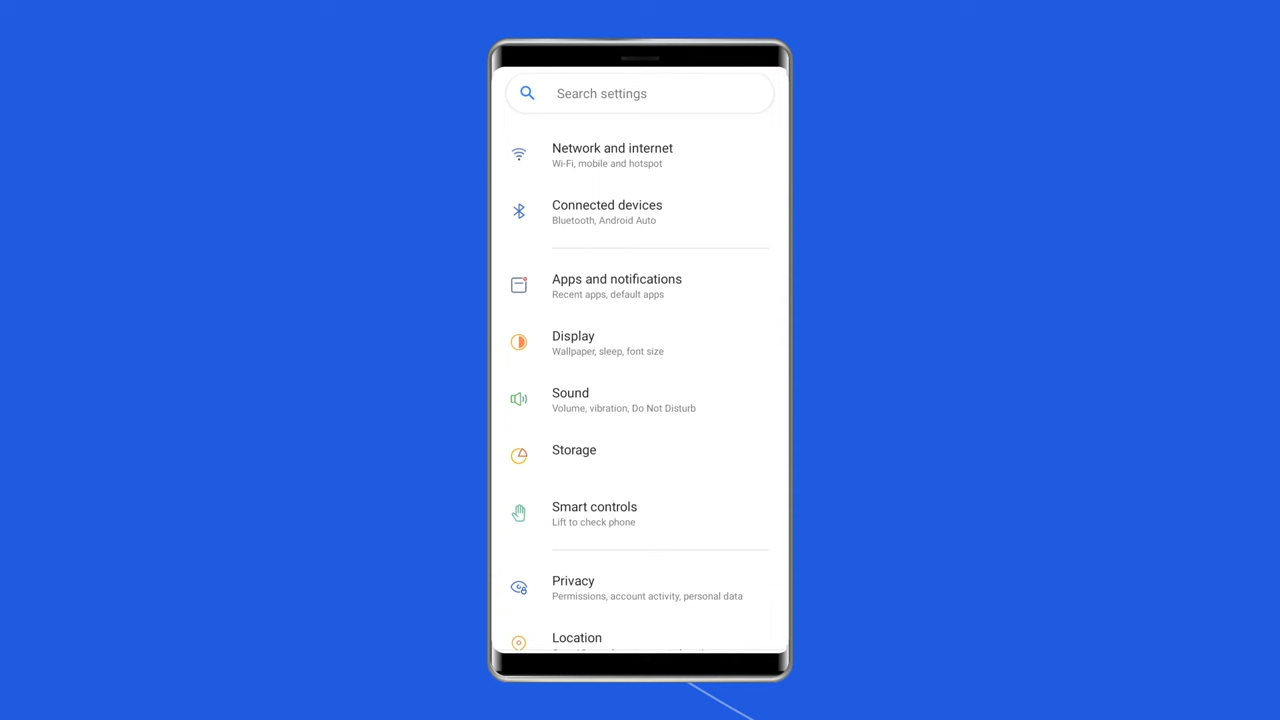 Search settings
Network and internet
Wi-Fi, mobile and hotspot
Connected devices
Bluetooth, Android Auto
Apps and notifications
Recent apps, default apps
Display
Wallpaper, sleep, font size
Sound
Volume, vibration, Do Not Disturb
Storage
Smart controls
Lift to check phone
Privacy
Permissions, account activity, personal data
Location